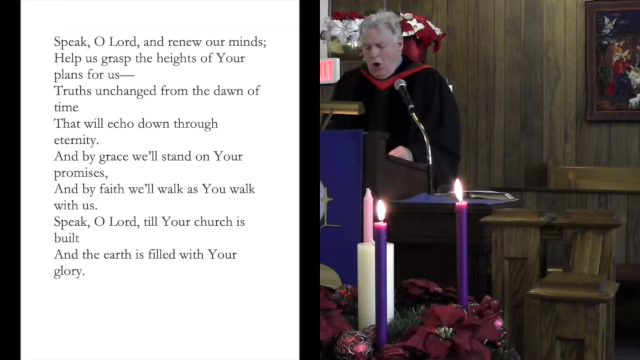 Speak, O Lord, and renew our minds;
Help us grasp the heights of Your
plans for us—
Truths unchanged from the dawn of
time
That will echo down through
eternity.
And by grace we'll stand on Your
promises,
And by faith we'll walk as You walk
with us.
Speak, O Lord, till Your church is
built
And the earth is filled with Your
glory.